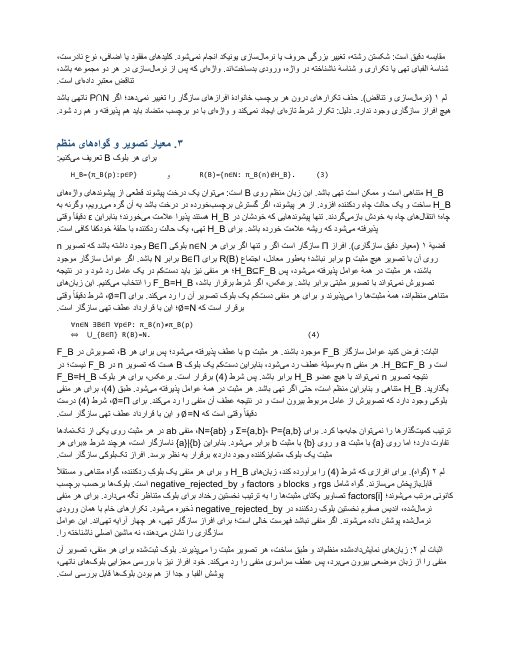 مقایسه دقیق است: شکستن رشته، تغییر بزرگی حروف یا نرمال‌سازی یونیکد انجام نمی‌شود. کلیدهای مفقود یا اضافی، نوع نادرست،
شناسهٔ الفبای تهی یا تکراری و شناسهٔ ناشناخته در واژه، ورودی بدساخت‌اند. واژه‌ای که پس از نرمال‌سازی در هر دو مجموعه باشد،
تناقض معتبر داده‌ای است.
لم ۱ (نرمال‌سازی و تناقض). حذف تکرارهای درون هر برچسب خانوادهٔ افرازهای سازگار را تغییر نمی‌دهد؛ اگر P∩N ناتهی باشد
هیچ افراز سازگاری وجود ندارد. دلیل: تکرار شرط تازه‌ای ایجاد نمی‌کند و واژه‌ای با دو برچسب متضاد باید هم پذیرفته و هم رد شود.
۳. معیار تصویر و گواه‌های منظم
برای هر بلوک B تعریف می‌کنیم:
H_B={π_B(p):p∈P} و R(B)={n∈N: π_B(n)∉H_B}. (3)
H_B متناهی است و ممکن است تهی باشد. این زبان منظم روی B است: می‌توان یک درخت پیشوند قطعی از پیشوندهای واژه‌های
H_B ساخت و یک حالت چاه ردکننده افزود. از هر پیشوند، اگر گسترش برچسب‌خورده در درخت باشد به آن گره می‌رویم، وگرنه به
چاه؛ انتقال‌های چاه به خودش بازمی‌گردند. تنها پیشوندهایی که خودشان در H_B هستند پذیرا علامت می‌خورند؛ بنابراین ε دقیقاً وقتی
پذیرفته می‌شود که ریشه علامت خورده باشد. برای H_B تهی، یک حالت ردکننده با حلقهٔ خودکفا کافی است.
قضیهٔ ۱ (معیار دقیق سازگاری). افراز Π سازگار است اگر و تنها اگر برای هر n∈N بلوکی B∈Π وجود داشته باشد که تصویر n
روی آن با تصویر هیچ مثبت p برابر نباشد؛ به‌طور معادل، اجتماع R(B) برای B∈Π برابر N باشد. اگر عوامل سازگار موجود
باشند، هر مثبت در همهٔ عوامل پذیرفته می‌شود، پس H_B⊆F_B؛ هر منفی نیز باید دست‌کم در یک عامل رد شود و در نتیجه
تصویرش نمی‌تواند با تصویر مثبتی برابر باشد. برعکس، اگر شرط برقرار باشد، F_B=H_B را انتخاب می‌کنیم. این زبان‌های
متناهی منظم‌اند، همهٔ مثبت‌ها را می‌پذیرند و برای هر منفی دست‌کم یک بلوک تصویر آن را رد می‌کند. برای Π=∅، شرط دقیقاً وقتی
برقرار است که N=∅؛ این با قرارداد عطف تهی سازگار است.
∀n∈N ∃B∈Π ∀p∈P: π_B(n)≠π_B(p)
⇔ ⋃_{B∈Π} R(B)=N. (4)
اثبات: فرض کنید عوامل سازگار F_B موجود باشند. هر مثبت p با عطف پذیرفته می‌شود؛ پس برای هر B، تصویرش در F_B
است و H_B⊆F_B. هر منفی n به‌وسیلهٔ عطف رد می‌شود، بنابراین دست‌کم یک بلوک B هست که تصویر n در F_B نیست؛ در
نتیجه تصویر n نمی‌تواند با هیچ عضو H_B برابر باشد. پس شرط (4) برقرار است. برعکس، برای هر بلوک F_B=H_B
بگذارید. H_B متناهی و بنابراین منظم است، حتی اگر تهی باشد. هر مثبت در همهٔ عوامل پذیرفته می‌شود. طبق (4)، برای هر منفی
بلوکی وجود دارد که تصویرش از عامل مربوط بیرون است و در نتیجه عطف آن منفی را رد می‌کند. برای Π=∅، شرط (4) درست
دقیقاً وقتی است که N=∅ و این با قرارداد عطف تهی سازگار است.
ترتیب کمیت‌گذارها را نمی‌توان جابه‌جا کرد. برای Σ={a,b}، P={a,b} و N={ab}، منفی ab در هر مثبت روی یکی از تک‌نمادها
تفاوت دارد؛ اما روی {a} با مثبت a و روی {b} با مثبت b برابر می‌شود. بنابراین {a}|{b} ناسازگار است، هرچند شرط «برای هر
مثبت یک بلوک متمایزکننده وجود دارد» برقرار به نظر برسد. افراز تک‌بلوکی سازگار است.
لم ۲ (گواه). برای افرازی که شرط (4) را برآورده کند، زبان‌های H_B و برای هر منفی یک بلوک ردکننده، گواه متناهی و مستقلاً
قابل‌بازپخش می‌سازند. گواه شامل rgs و blocks و factors و negative_rejected_by است. بلوک‌ها برحسب برچسب
کانونی مرتب می‌شوند؛ factors[i] تصاویر یکتای مثبت‌ها را به ترتیب نخستین رخداد برای بلوک متناظر نگه می‌دارد. برای هر منفی
نرمال‌شده، اندیس صفرم نخستین بلوک ردکننده در negative_rejected_by ذخیره می‌شود. تکرارهای خام با همان ورودی
نرمال‌شده پوشش داده می‌شوند. اگر منفی نباشد فهرست خالی است؛ برای افراز سازگار تهی، هر چهار آرایه تهی‌اند. این عوامل
سازگاری را نشان می‌دهند، نه ماشین اصلی ناشناخته را.
اثبات لم ۲: زبان‌های نمایش‌داده‌شده منظم‌اند و طبق ساخت، هر تصویر مثبت را می‌پذیرند. بلوک ثبت‌شده برای هر منفی، تصویر آن
منفی را از زبان موضعی بیرون می‌برد، پس عطف سراسری منفی را رد می‌کند. خود افراز نیز با بررسی مجزایی بلوک‌های ناتهی،
پوشش الفبا و جدا از هم بودن بلوک‌ها قابل بررسی است.